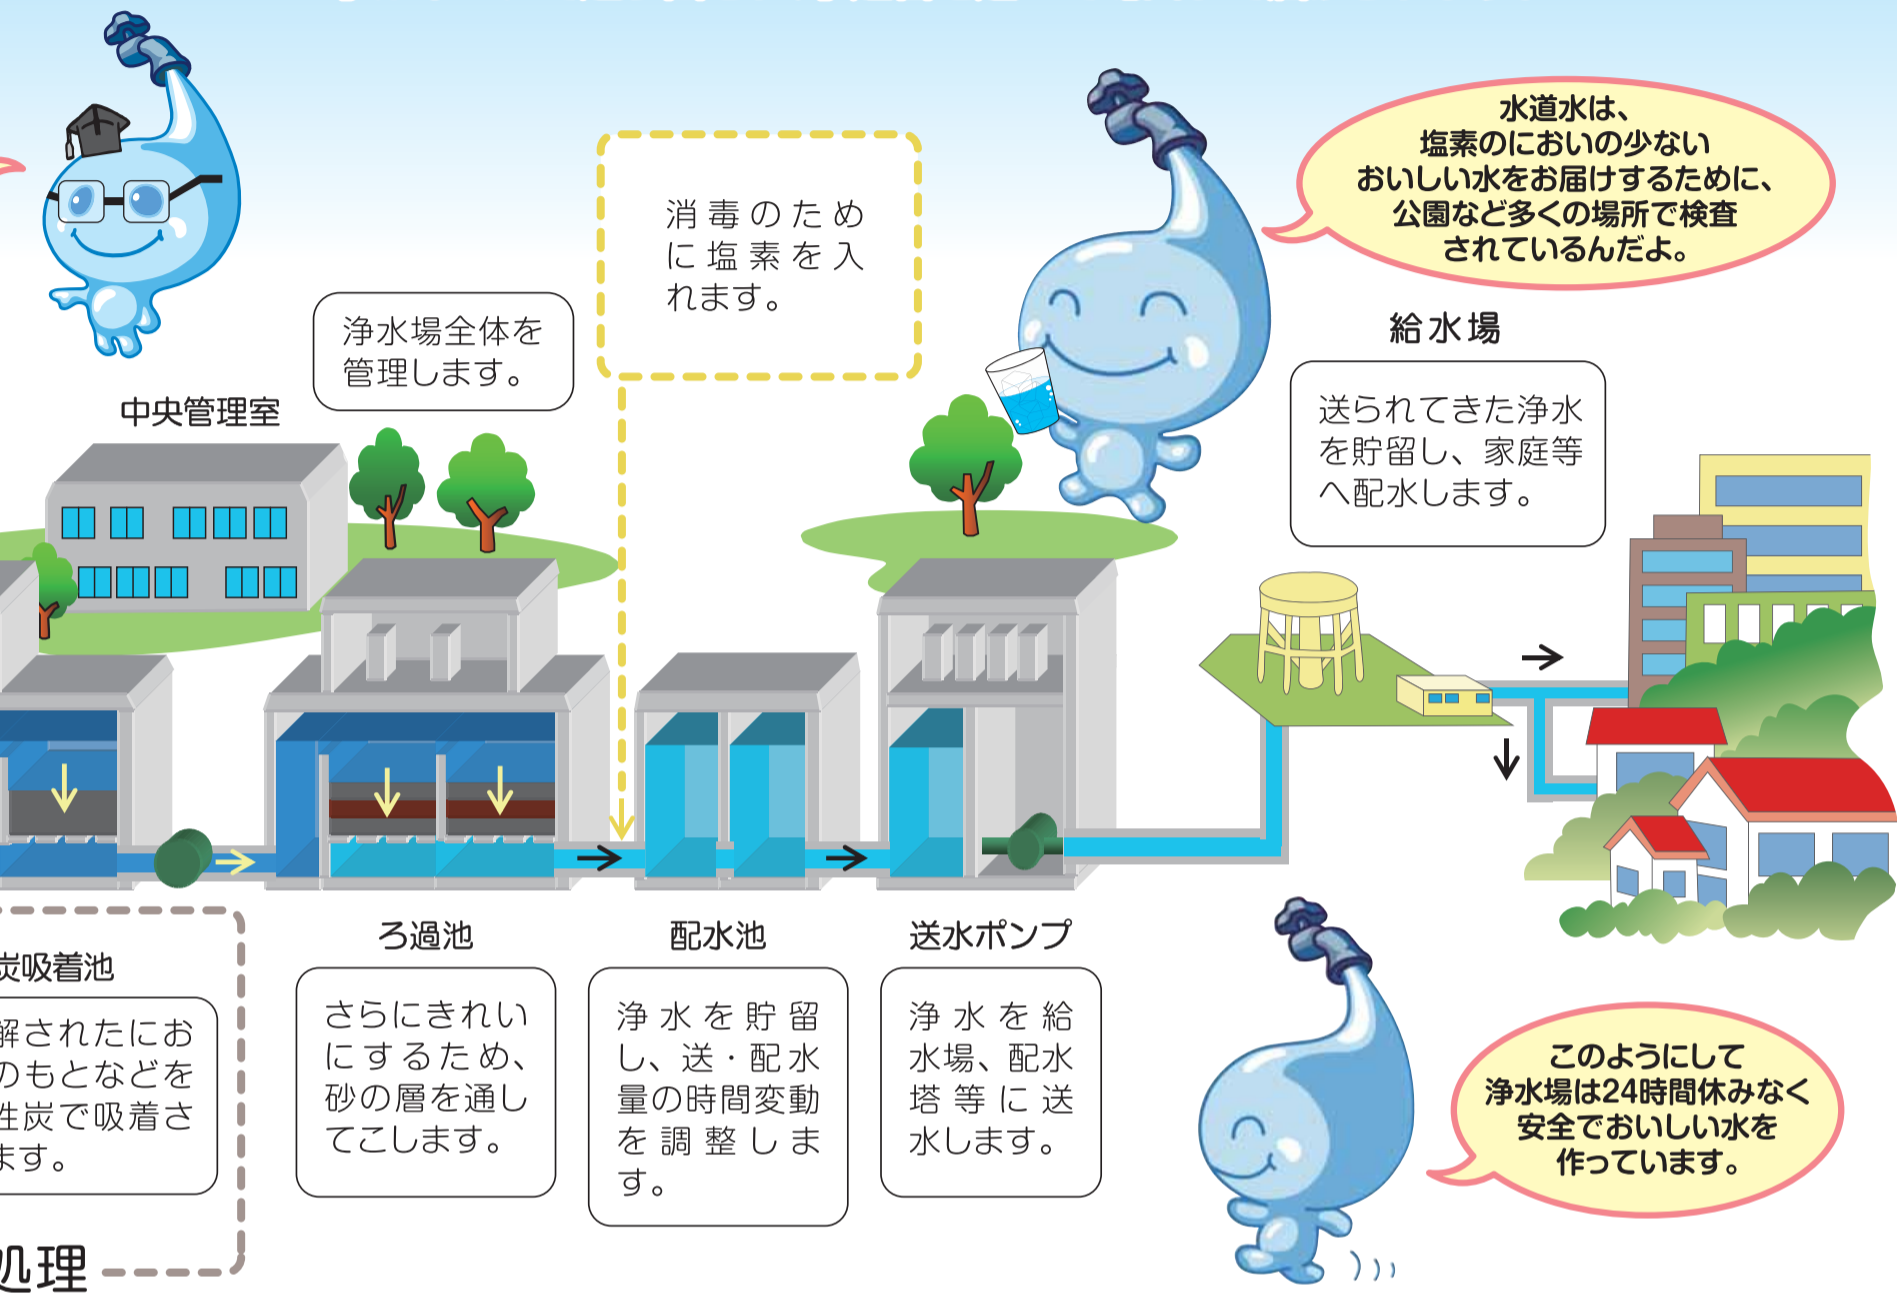 水道水は、
塩素のにおいの少ない
おいしい水をお届けするために、
公園など多くの場所で検査
されているんだよ。
消毒のため
に塩素を入
れます。
浄水場全体を
管理します。
中央管理室
給水場
送られてきた浄水
を貯留し、家庭等
へ配水します。
炭吸着池
解されたにお
のもとなどを
性炭で吸着さ
ます。
処理
ろ過池
さらにきれい
にするため、
砂の層を通し
てこします。
配水池
浄水を貯留
し、送・配水
量の時間変動
を調整しま
す。
送水ポンプ
浄水を給
水場、配水
塔等に送
水します。
このようにして
浄水場は24時間休みなく
安全でおいしい水を
作っています。